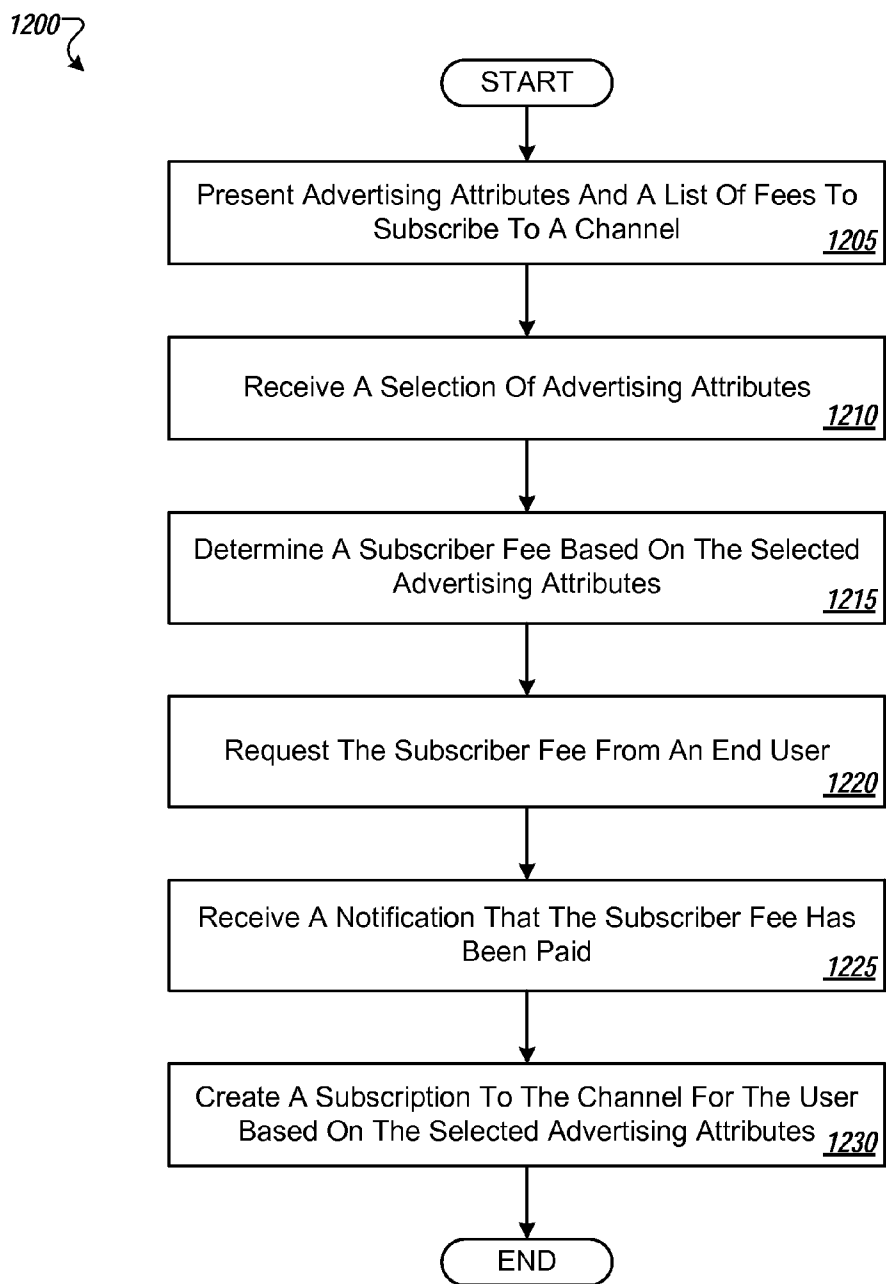 1200
START
Present Advertising Attributes And A List Of Fees To
Subscribe To A Channel
1205
Receive A Selection Of Advertising Attributes
1210
Determine A Subscriber Fee Based On The Selected
Advertising Attributes
1215
Request The Subscriber Fee From An End User
1220
Receive A Notification That The Subscriber Fee Has
Been Paid
1225
Create A Subscription To The Channel For The User
Based On The Selected Advertising Attributes
1230
END